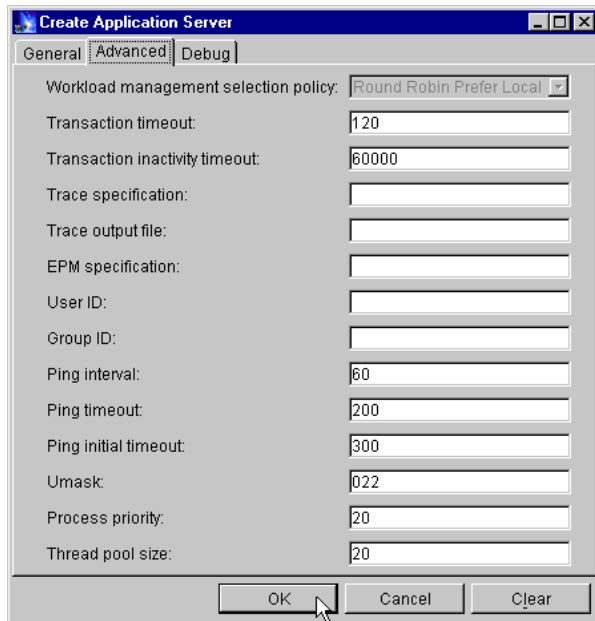 Create Application Server
General Advanced Debug
Workload management selection policy: Round Robin Prefer Local
Transaction timeout: 120
Transaction inactivity timeout: 60000
Trace specification:
Trace output file:
EPM specification:
User ID:
Group ID:
Ping interval: 60
Ping timeout: 200
Ping initial timeout: 300
Umask: 022
Process priority: 20
Thread pool size: 20
OK Cancel Clear